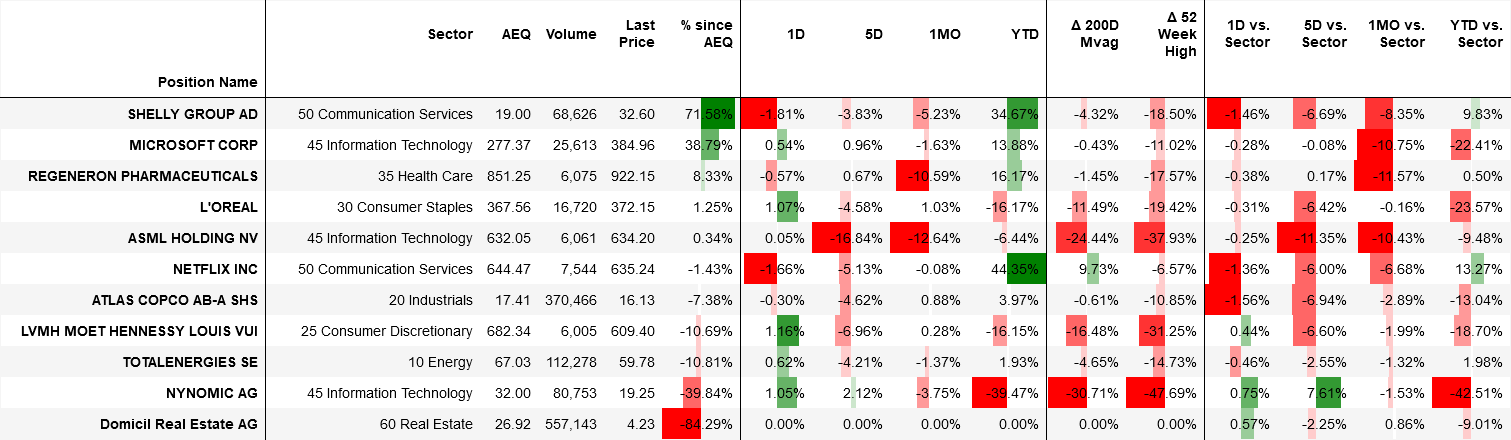 Position Name Sector AEQ Volume Last Price % since AEQ 1D 5D 1MO YTD Δ 200D Mvag Δ 52 Week High 1D vs. Sector 5D vs. Sector 1MO vs. Sector YTD vs. Sector
SHELLY GROUP AD 50 Communication Services 19.00 68,626 32.60 71.58% -1.81% -3.83% -5.23% 34.67% -4.32% -18.50% -1.46% -6.69% -8.35% 9.83%
MICROSOFT CORP 45 Information Technology 277.37 25,613 384.96 38.79% 0.54% 0.96% -1.63% 13.88% -0.43% -11.02% -0.28% -0.08% -10.75% -22.41%
REGENERON PHARMACEUTICALS 35 Health Care 851.25 6,075 922.15 8.33% -0.57% 0.67% -10.59% 16.17% -1.45% -17.57% -0.38% 0.17% -11.57% 0.50%
L'OREAL 30 Consumer Staples 367.56 16,720 372.15 1.25% 1.07% -4.58% 1.03% -16.17% -11.49% -19.42% -0.31% -6.42% -0.16% -23.57%
ASML HOLDING NV 45 Information Technology 632.05 6,061 634.20 0.34% 0.05% -16.84% -12.64% -6.44% -24.44% -37.93% -0.25% -11.35% -10.43% -9.48%
NETFLIX INC 50 Communication Services 644.47 7,544 635.24 -1.43% -1.66% -5.13% -0.08% 44.35% 9.73% -6.57% -1.36% -6.00% -6.68% 13.27%
ATLAS COPCO AB-A SHS 20 Industrials 17.41 370,466 16.13 -7.38% -0.30% -4.62% 0.88% 3.97% -0.61% -10.85% -1.56% -6.94% -2.89% -13.04%
LVMH MOET HENNESSY LOUIS VUI 25 Consumer Discretionary 682.34 6,005 609.40 -10.69% 1.16% -6.96% 0.28% -16.15% -16.48% -31.25% 0.44% -6.60% -1.99% -18.70%
TOTALENERGIES SE 10 Energy 67.03 112,278 59.78 -10.81% 0.62% -4.21% -1.37% 1.93% -4.65% -14.73% -0.46% -2.55% -1.32% 1.98%
NYNOMIC AG 45 Information Technology 32.00 80,753 19.25 -39.84% 1.05% 2.12% -3.75% -39.47% -30.71% -47.69% 0.75% 7.61% -1.53% -42.51%
Domicil Real Estate AG 60 Real Estate 26.92 557,143 4.23 -84.29% 0.00% 0.00% 0.00% 0.00% 0.00% 0.00% 0.57% -2.25% 0.86% -9.01%